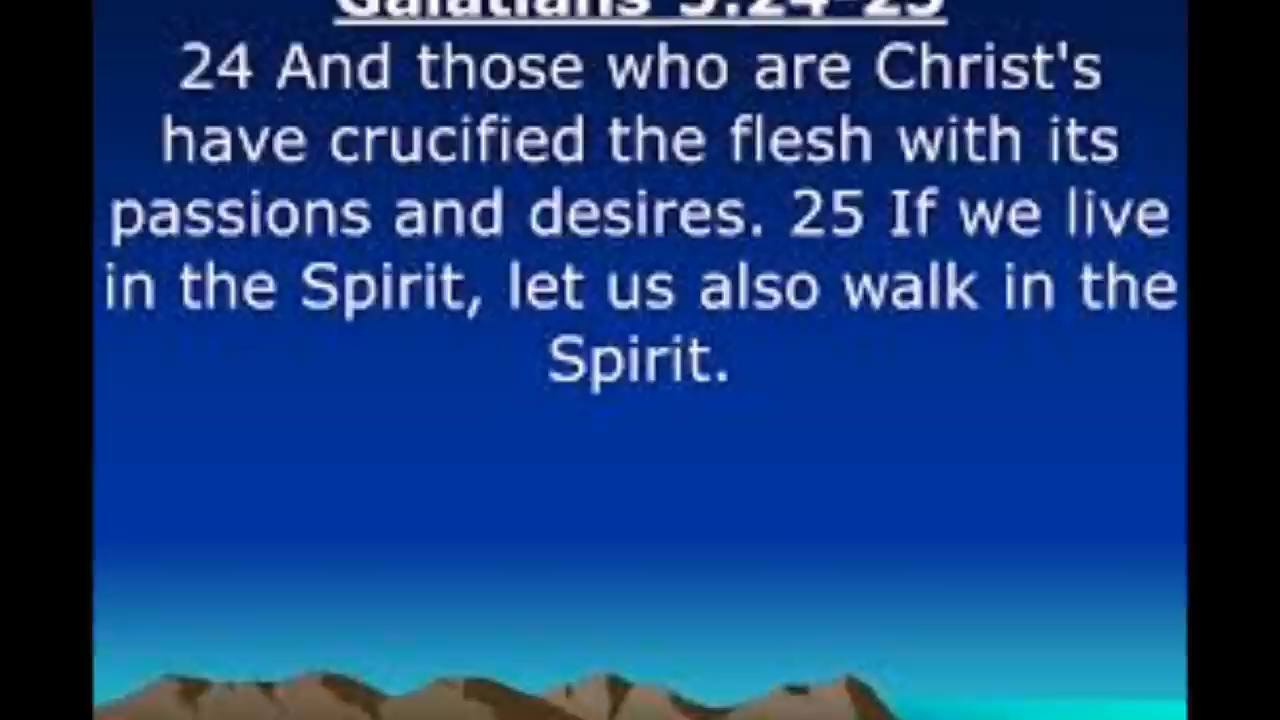 Galatians 5:24-25
24 And those who are Christ's
have crucified the flesh with its
passions and desires. 25 If we live
in the Spirit, let us also walk in the
Spirit.